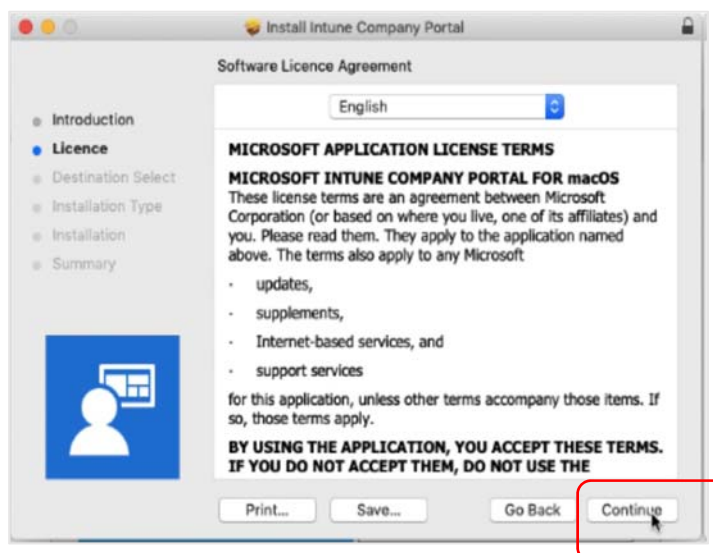 Install Intune Company Portal
Software Licence Agreement
Introduction
Licence
Destination Select
Installation Type
Installation
Summary
English
MICROSOFT APPLICATION LICENSE TERMS
MICROSOFT INTUNE COMPANY PORTAL FOR macOS
These license terms are an agreement between Microsoft
Corporation (or based on where you live, one of its affiliates) and
you. Please read them. They apply to the application named
above. The terms also apply to any Microsoft
· updates,
· supplements,
· Internet-based services, and
· support services
for this application, unless other terms accompany those items. If
so, those terms apply.
BY USING THE APPLICATION, YOU ACCEPT THESE TERMS.
IF YOU DO NOT ACCEPT THEM, DO NOT USE THE
Print... Save... Go Back Continue